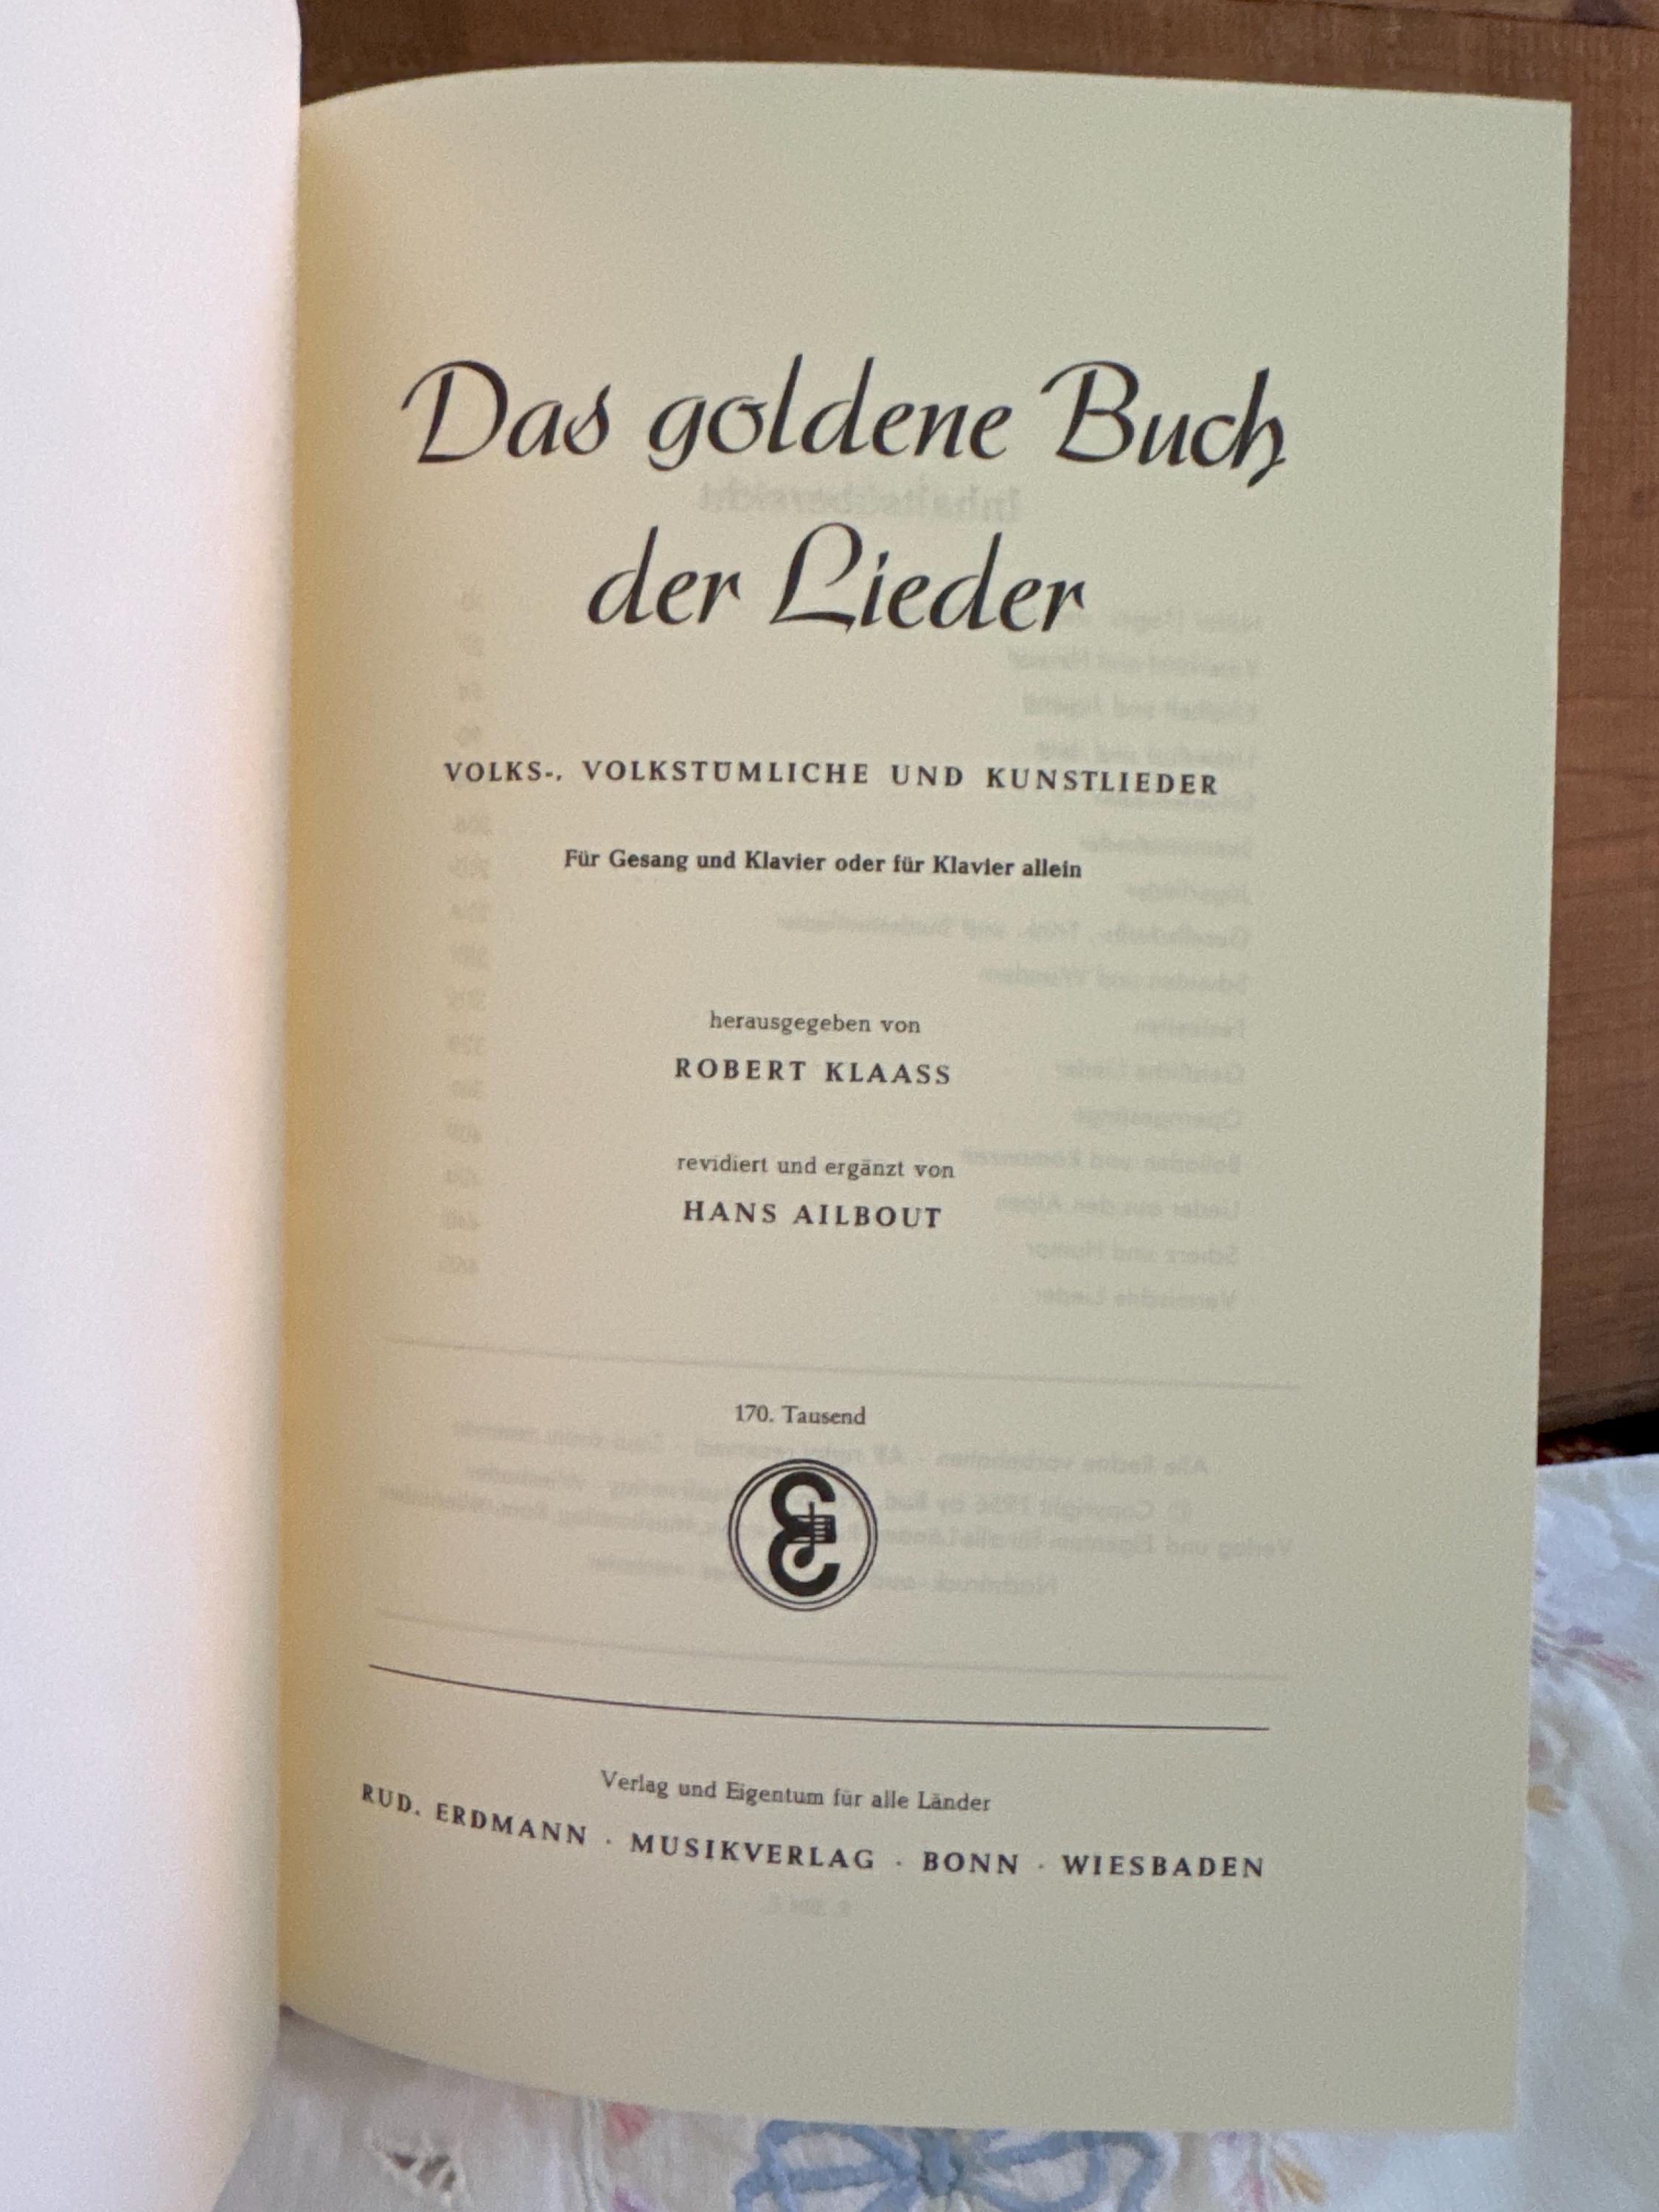 Das goldene Buch
der Lieder
VOLKS-, VOLKSTÜMLICHE UND KUNSTLIEDER
Für Gesang und Klavier oder für Klavier allein
herausgegeben von
ROBERT KLAASS
revidiert und ergänzt von
HANS AILBOUT
170. Tausend
Verlag und Eigentum für alle Länder
RUD. ERDMANN · MUSIKVERLAG · BONN · WIESBADEN